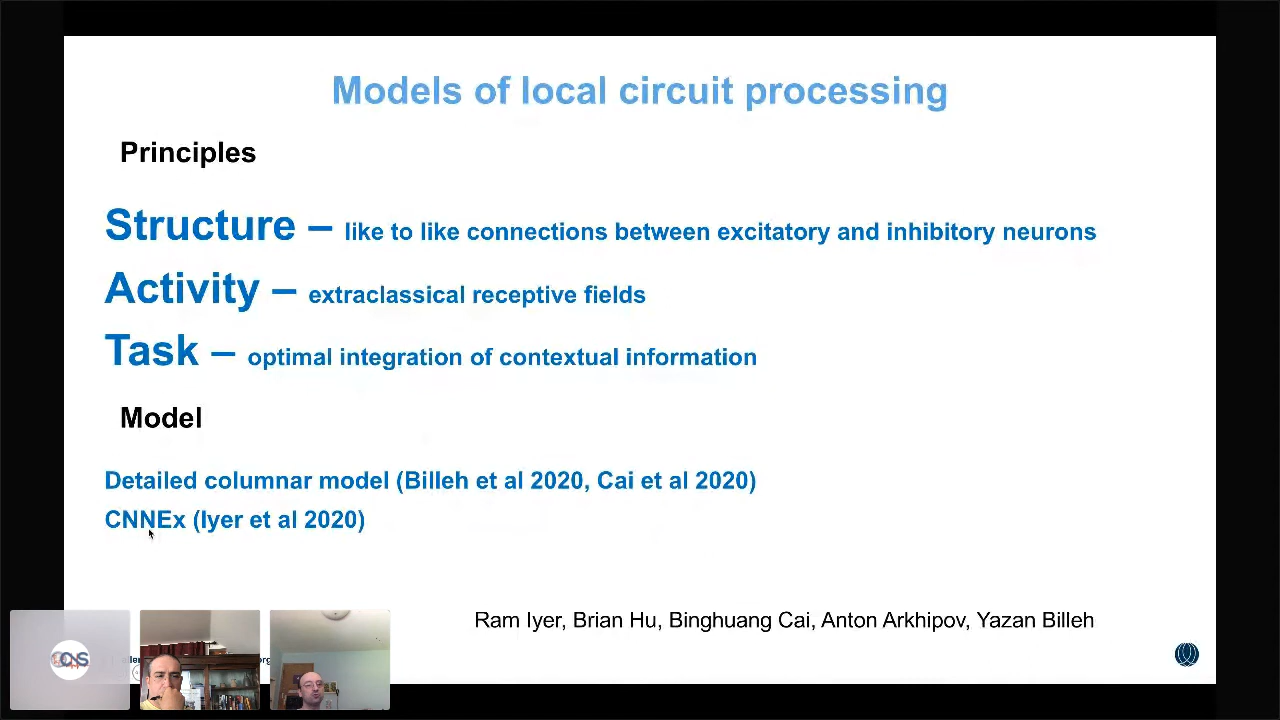 Models of local circuit processing
Principles
Structure – like to like connections between excitatory and inhibitory neurons
Activity – extraclassical receptive fields
Task – optimal integration of contextual information
Model
Detailed columnar model (Billeh et al 2020, Cai et al 2020)
CNNEx (Iyer et al 2020)
Ram Iyer, Brian Hu, Binghuang Cai, Anton Arkhipov, Yazan Billeh